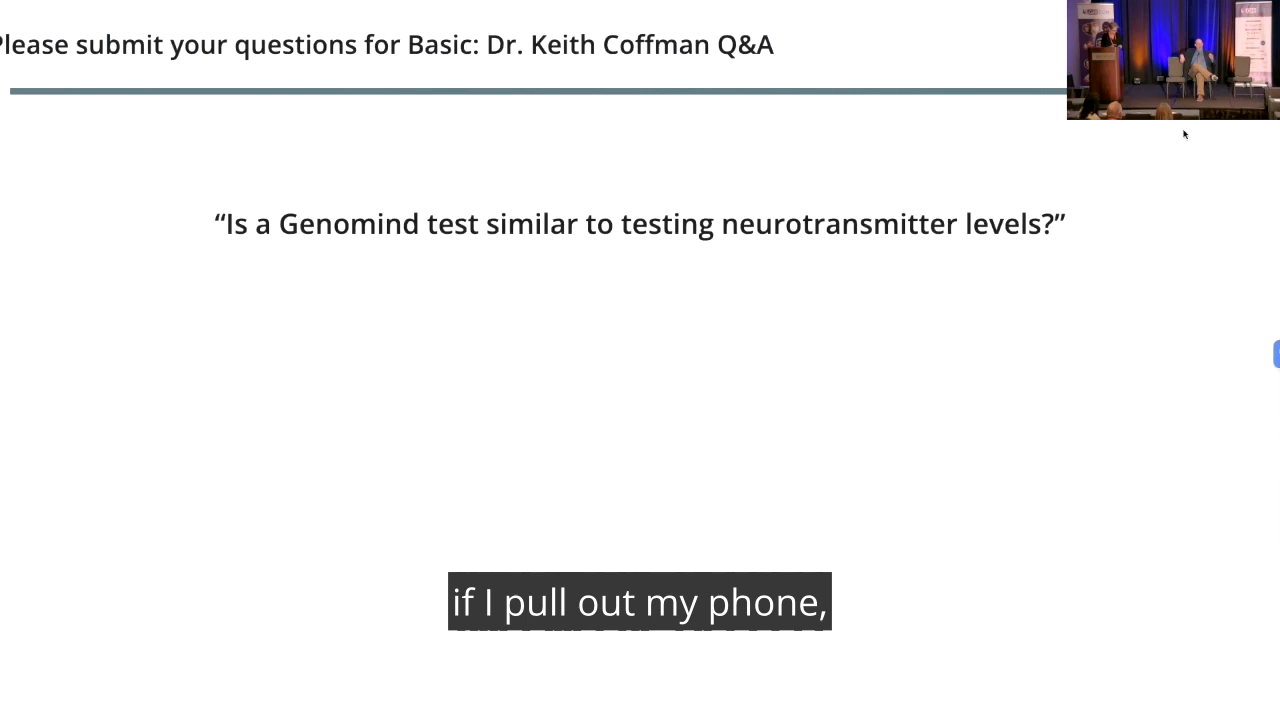 Please submit your questions for Basic: Dr. Keith Coffman Q&A
“Is a Genomind test similar to testing neurotransmitter levels?”
if I pull out my phone,